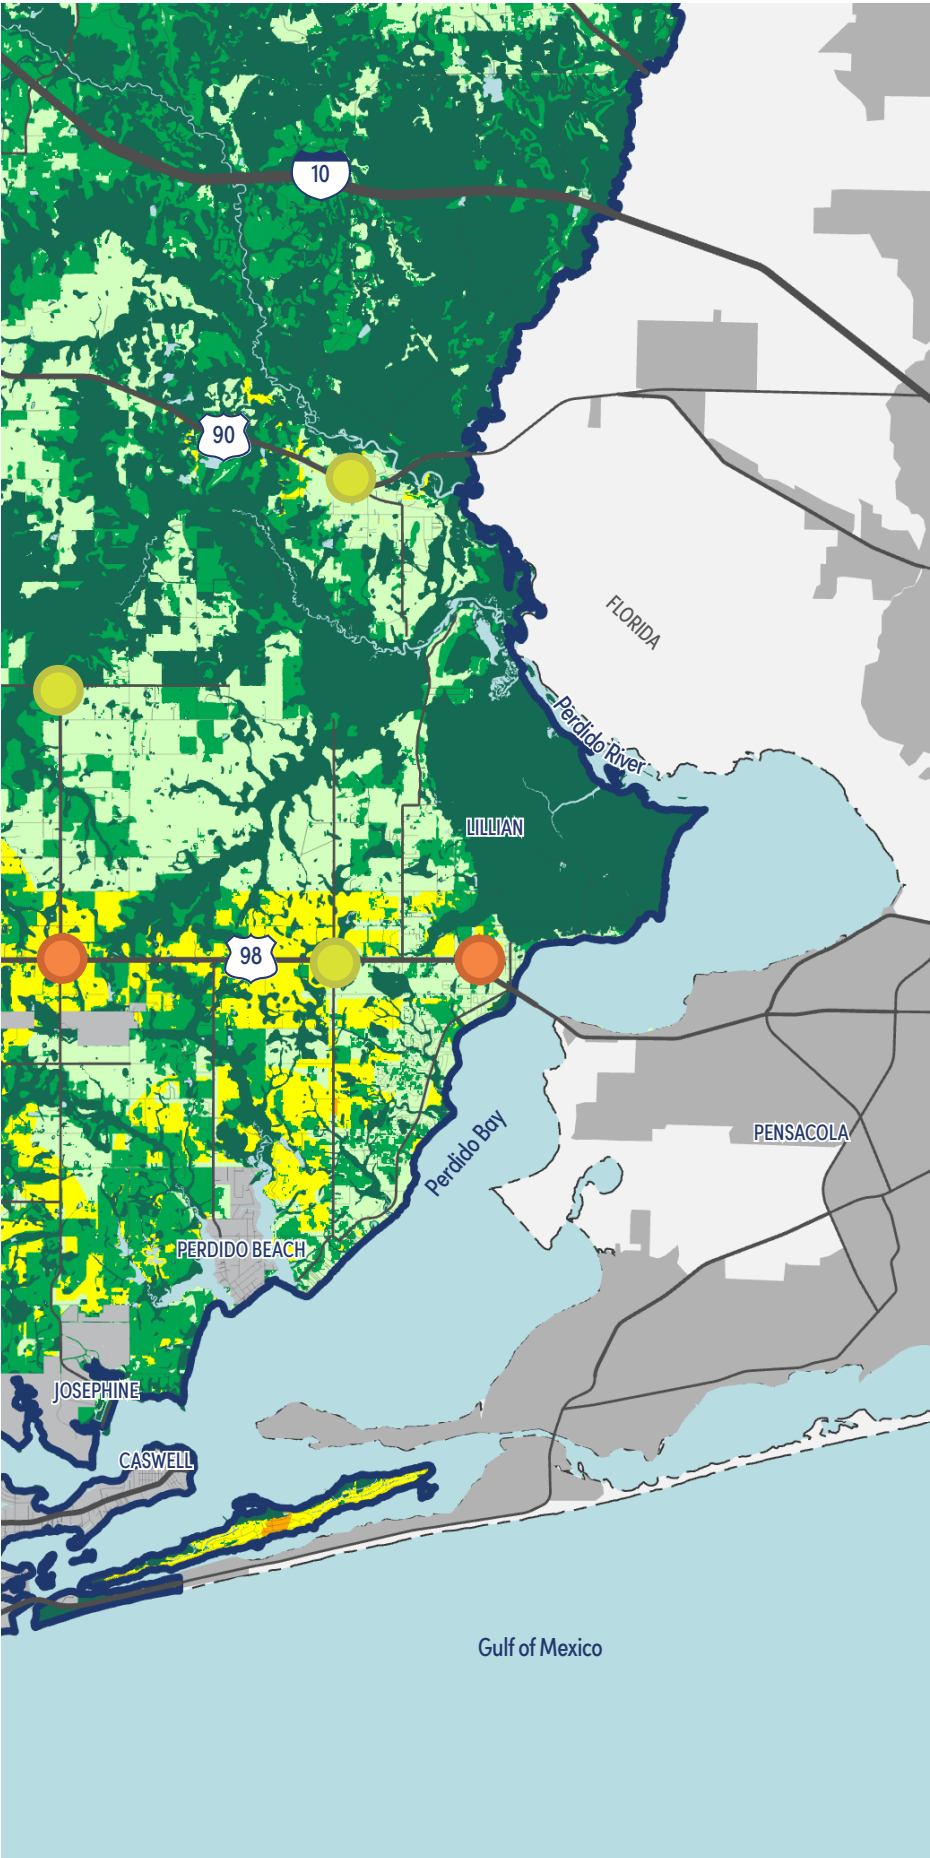 10
90
FLORIDA
Perdido River
LILLIAN
98
PENSACOLA
Perdido Bay
PERDIDO BEACH
JOSEPHINE
CASWELL
Gulf of Mexico